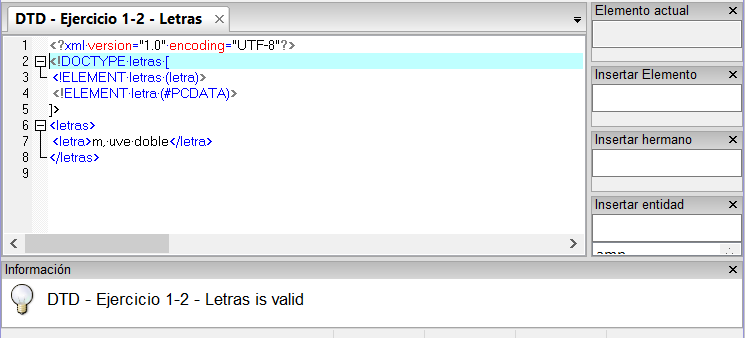 DTD - Ejercicio 1-2 - Letras
1 <?xml version="1.0" encoding="UTF-8"?>
2 <!DOCTYPE letras [
3 <!ELEMENT letras (letra)>
4 <!ELEMENT letra (#PCDATA)>
5 ]>
6 <letras>
7 <letra>m, uve doble</letra>
8 </letras>
9
Elemento actual
Insertar Elemento
Insertar hermano
Insertar entidad
amp
Información
DTD - Ejercicio 1-2 - Letras is valid